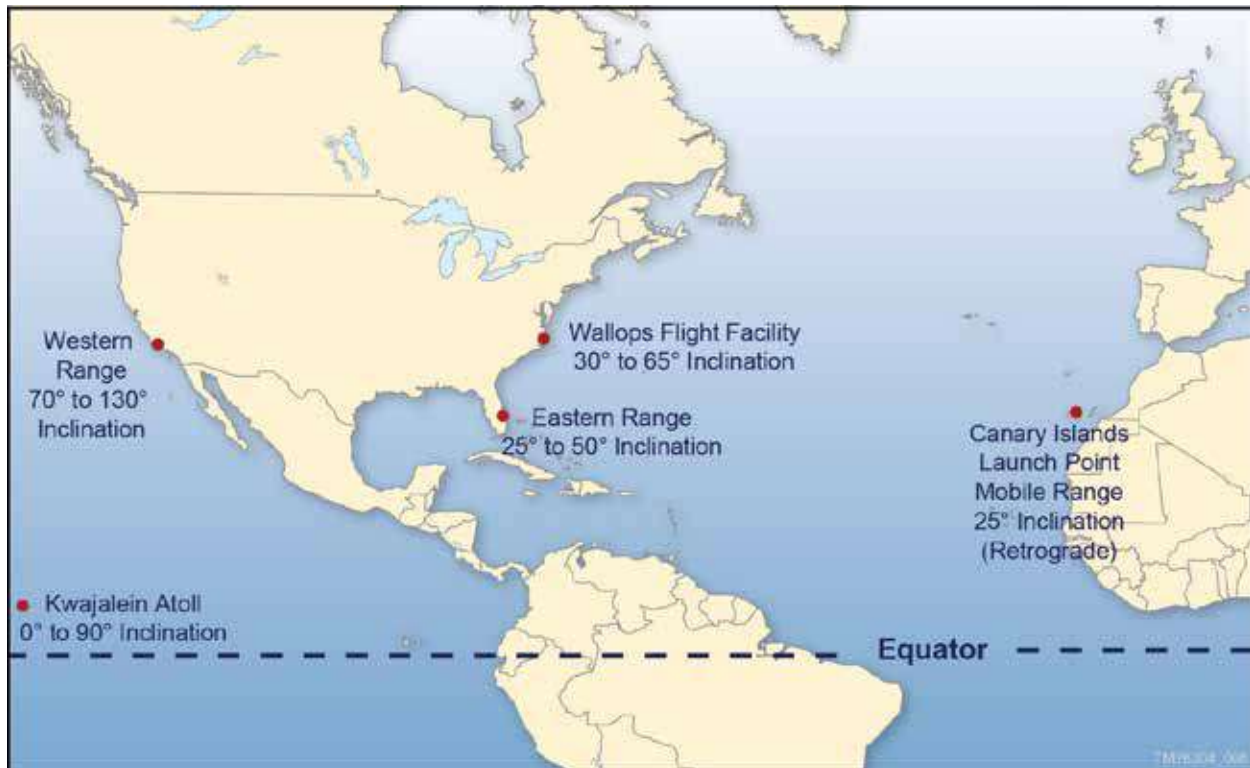 Western
Range
70° to 130°
Inclination
Wallops Flight Facility
30° to 65° Inclination
Eastern Range
25° to 50° Inclination
Canary Islands
Launch Point
Mobile Range
25° Inclination
(Retrograde)
Kwajalein Atoll
0° to 90° Inclination
Equator